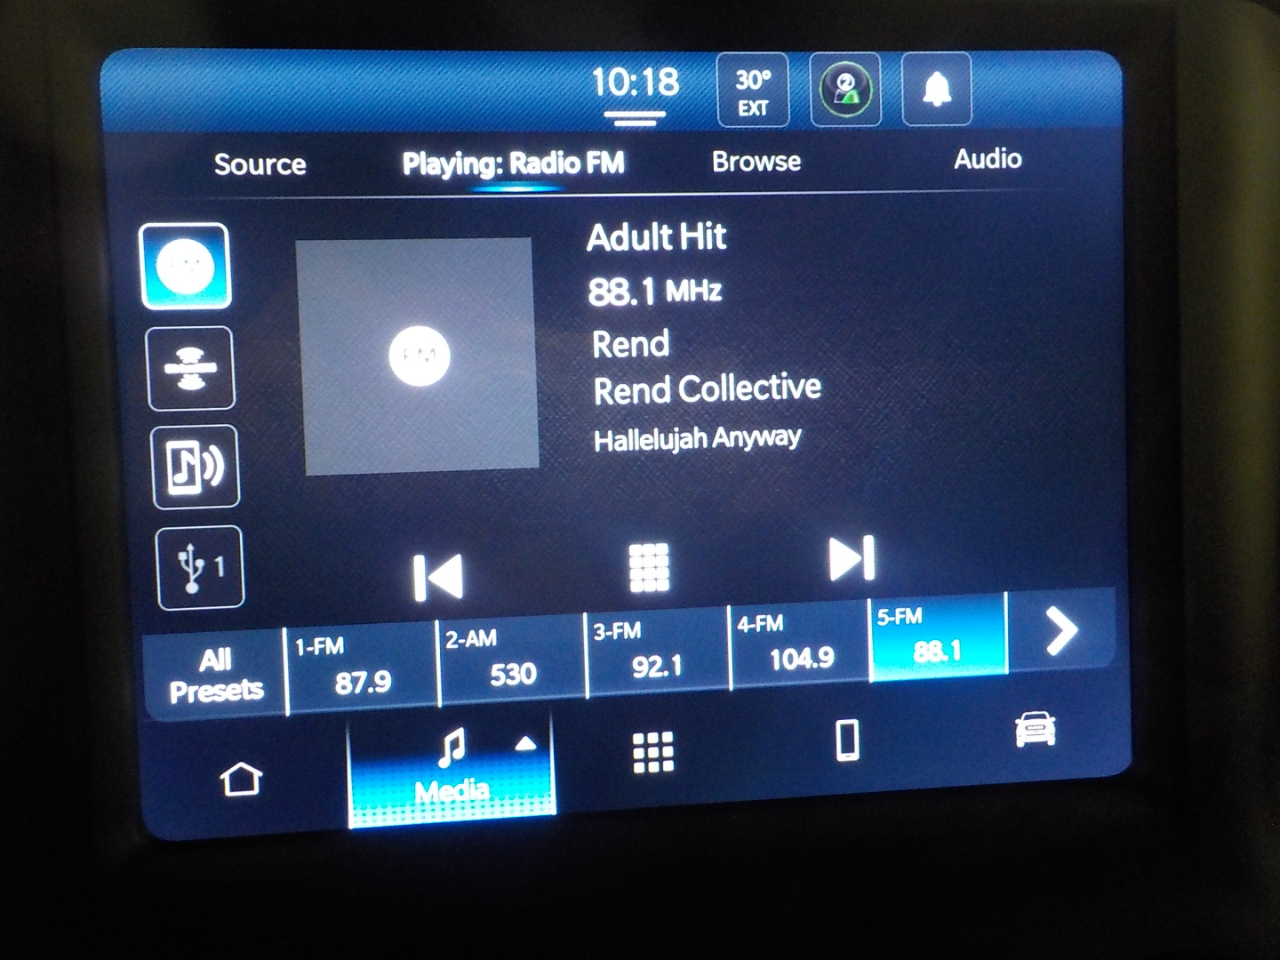 10:18
30°
EXT
2
Source
Playing: Radio FM
Browse
Audio
FM
Adult Hit
88.1 MHz
Rend
Rend Collective
Hallelujah Anyway
1
All
Presets
1-FM
87.9
2-AM
530
3-FM
92.1
4-FM
104.9
5-FM
88.1
Media